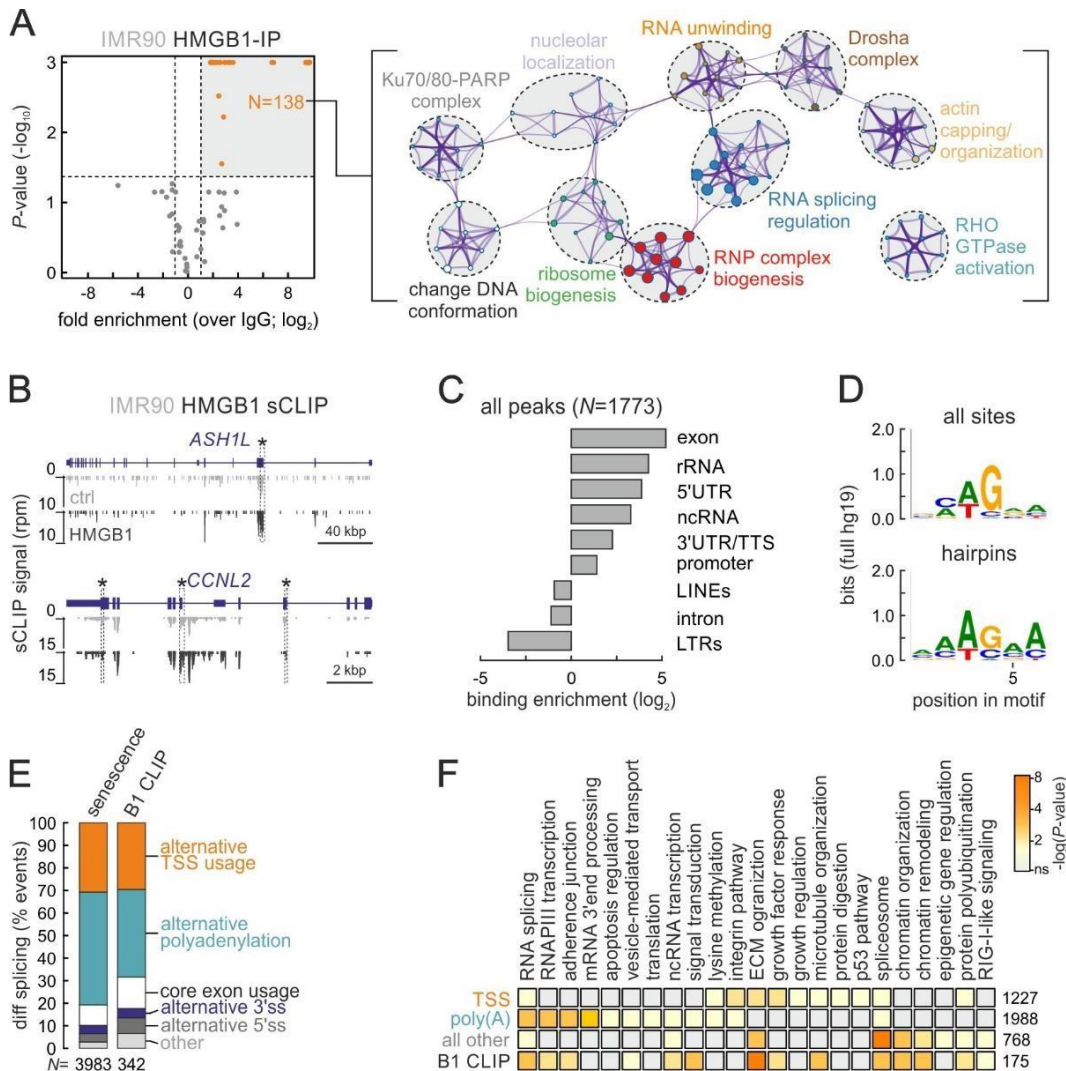 A
IMR90 HMGB1-IP
3
N=138
1
0
P-value (-log10)
-8 -4 0 4 8
fold enrichment (over IgG; log2)
Ku70/80-PARP
complex
nucleolar
localization
RNA unwinding
Drosha
complex
actin
capping/
organization
RNA splicing
regulation
RHO
GTPase
activation
RNP complex
biogenesis
ribosome
biogenesis
change DNA
conformation
B
IMR90 HMGB1 sCLIP
ASH1L
*
0
ctrl
10
HMGB1
10
40 kbp
* * CCNL2 *
0
15
15
2 kbp
sCLIP signal (rpm)
C
all peaks (N=1773)
exon
rRNA
5'UTR
ncRNA
3'UTR/TTS
promoter
LINEs
intron
LTRs
-5 0 5
binding enrichment (log2)
D
all sites
2.0
1.0
0.0
hairpins
2.0
1.0
0.0
bits (full hg19)
5
position in motif
E
senescence
B1 CLIP
100
90
80
70
60
50
40
30
20
10
0
diff splicing (% events)
alternative
TSS usage
alternative
polyadenylation
core exon usage
alternative 3'ss
alternative 5'ss
other
N= 3983 342
F
RNA splicing
RNAPIII transcription
adherence junction
mRNA 3'end processing
apoptosis regulation
vesicle-mediated transport
translation
ncRNA transcription
signal transduction
lysine methylation
integrin pathway
ECM ogranization
growth factor response
growth regulation
microtubule organization
protein digestion
p53 pathway
spliceosome
chromatin organization
chromatin remodeling
epigenetic gene regulation
protein polyubiquitination
RIG-I-like signaling
8
4
2
ns
-log(P-value)
TSS 1227
poly(A) 1988
all other 768
B1 CLIP 175